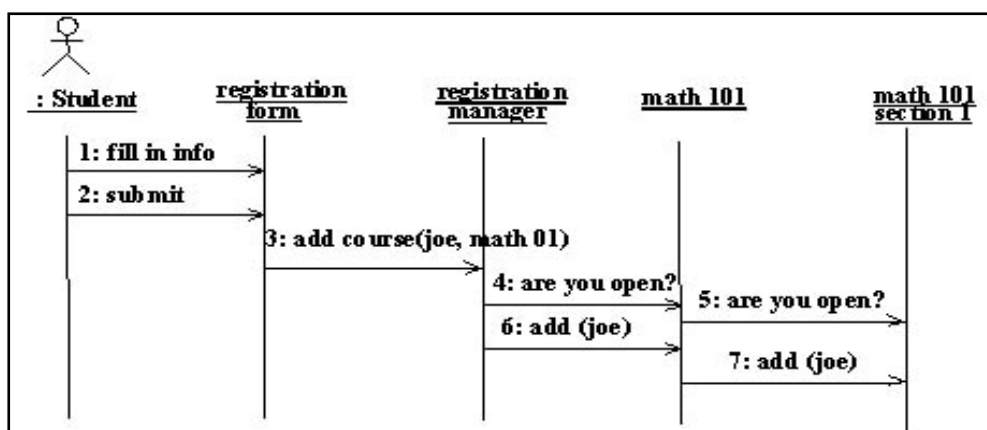 : Student
registration
form
registration
manager
math 101
math 101
section 1
1: fill in info
2: submit
3: add course(joe, math 01)
4: are you open?
5: are you open?
6: add (joe)
7: add (joe)